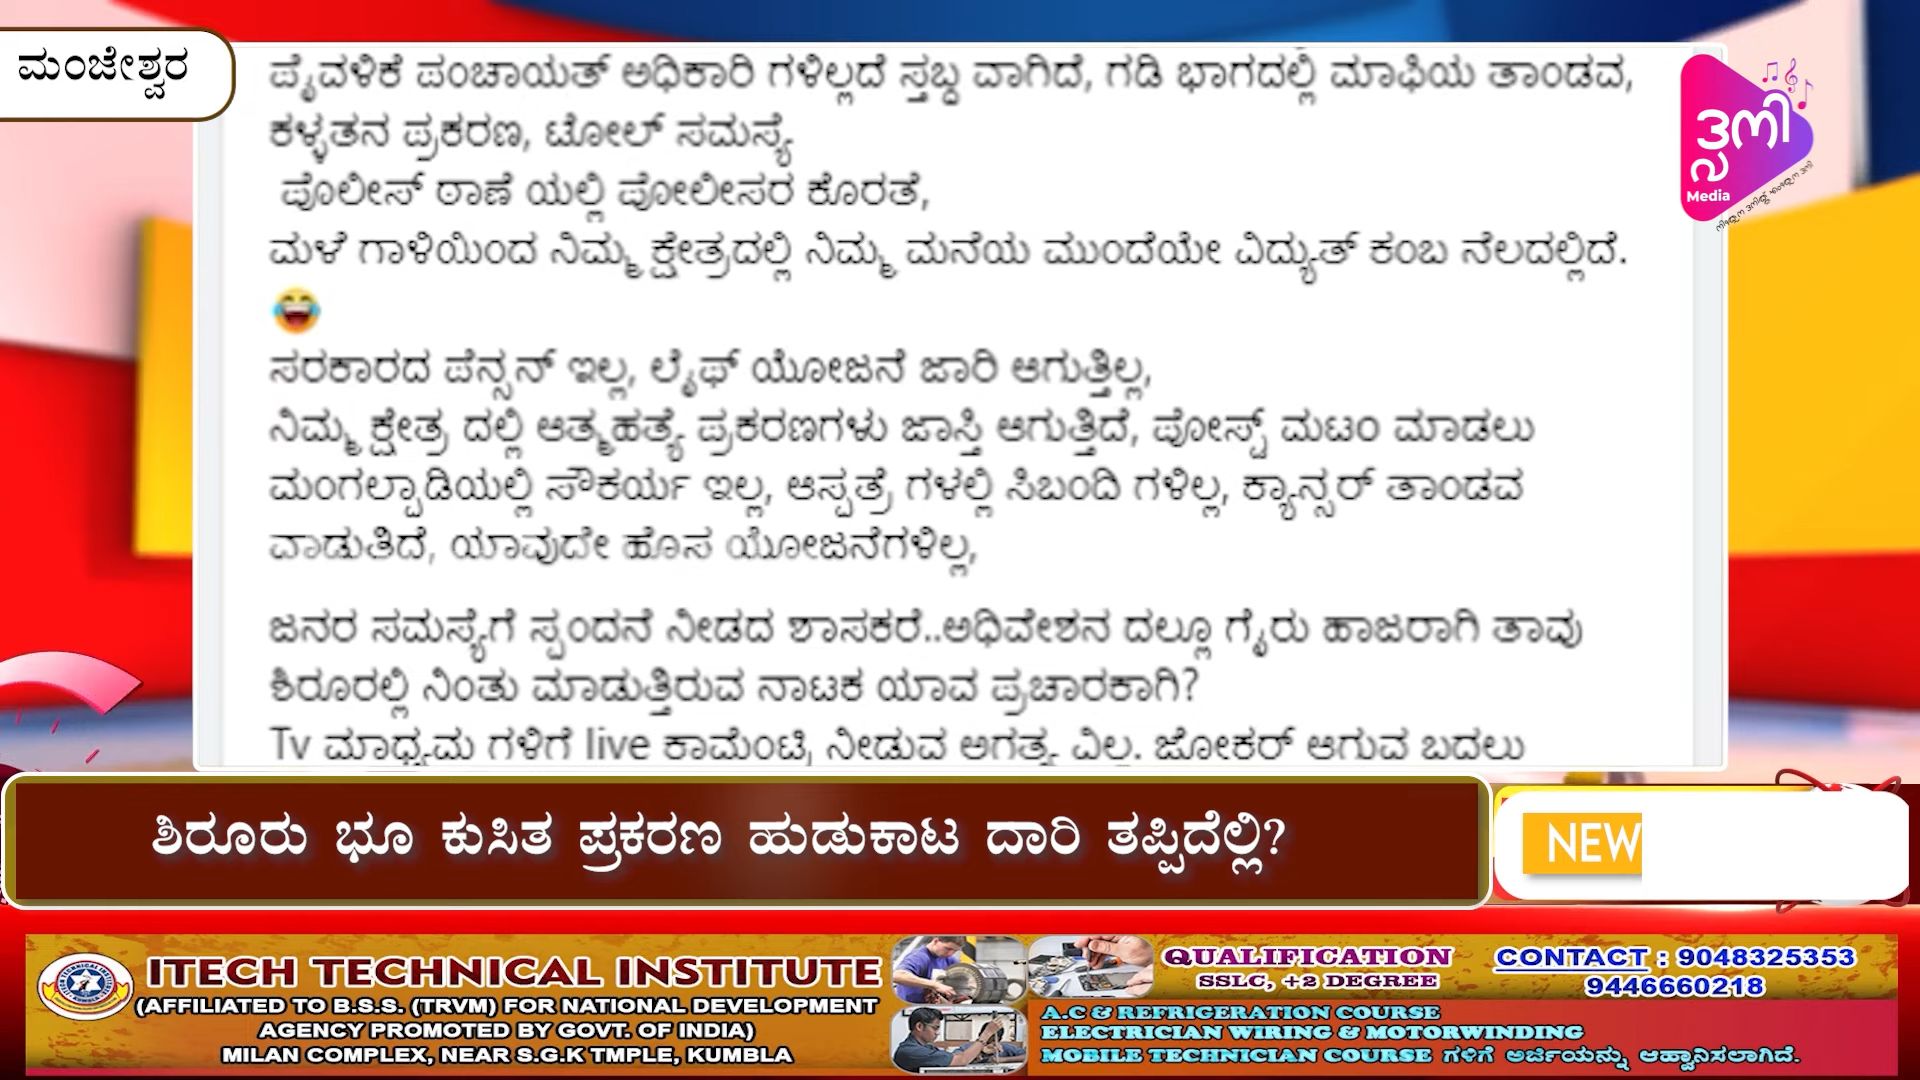 ಮಂಜೇಶ್ವರ
ಪೈವಳಿಕೆ ಪಂಚಾಯತ್ ಅಧಿಕಾರಿ ಗಳಿಲ್ಲದೆ ಸ್ತಬ್ಧ ವಾಗಿದೆ, ಗಡಿ ಭಾಗದಲ್ಲಿ ಮಾಫಿಯ ತಾಂಡವ,
ಕಳ್ಳತನ ಪ್ರಕರಣ, ಟೋಲ್ ಸಮಸ್ಯೆ
ಪೊಲೀಸ್ ಠಾಣೆ ಯಲ್ಲಿ ಪೋಲೀಸರ ಕೊರತೆ,
ಮಳೆ ಗಾಳಿಯಿಂದ ನಿಮ್ಮ ಕ್ಷೇತ್ರದಲ್ಲಿ ನಿಮ್ಮ ಮನೆಯ ಮುಂದೆಯೇ ವಿದ್ಯುತ್ ಕಂಬ ನೆಲದಲ್ಲಿದೆ.
😂
ಸರಕಾರದ ಪೆನ್ಸನ್ ಇಲ್ಲ, ಲೈಫ್ ಯೋಜನೆ ಜಾರಿ ಆಗುತ್ತಿಲ್ಲ,
ನಿಮ್ಮ ಕ್ಷೇತ್ರ ದಲ್ಲಿ ಆತ್ಮಹತ್ಯೆ ಪ್ರಕರಣಗಳು ಜಾಸ್ತಿ ಆಗುತ್ತಿದೆ, ಪೋಸ್ಟ್ ಮಟಂ ಮಾಡಲು
ಮಂಗಲ್ಪಾಡಿಯಲ್ಲಿ ಸೌಕರ್ಯ ಇಲ್ಲ, ಆಸ್ಪತ್ರೆ ಗಳಲ್ಲಿ ಸಿಬಂದಿ ಗಳಿಲ್ಲ, ಕ್ಯಾನ್ಸರ್ ತಾಂಡವ
ವಾಡುತಿದೆ, ಯಾವುದೇ ಹೊಸ ಯೋಜನೆಗಳಿಲ್ಲ,
ಜನರ ಸಮಸ್ಯೆಗೆ ಸ್ಪಂದನೆ ನೀಡದ ಶಾಸಕರೆ..ಅಧಿವೇಶನ ದಲ್ಲೂ ಗೈರು ಹಾಜರಾಗಿ ತಾವು
ಶಿರೂರಲ್ಲಿ ನಿಂತು ಮಾಡುತ್ತಿರುವ ನಾಟಕ ಯಾವ ಪ್ರಚಾರಕಾಗಿ?
Tv ಮಾಧ್ಯಮ ಗಳಿಗೆ live ಕಾಮೆಂಟ್ರಿ ನೀಡುವ ಅಗತ್ಯ ವಿಲ್ಲ. ಜೋಕರ್ ಆಗುವ ಬದಲು
Media
ಶಿರೂರು ಭೂ ಕುಸಿತ ಪ್ರಕರಣ ಹುಡುಕಾಟ ದಾರಿ ತಪ್ಪಿದೆಲ್ಲಿ?
NEW
ITECH TECHNICAL INSTITUTE
(AFFILIATED TO B.S.S. (TRVM) FOR NATIONAL DEVELOPMENT
AGENCY PROMOTED BY GOVT. OF INDIA)
MILAN COMPLEX, NEAR S.G.K TMPLE, KUMBLA
QUALIFICATION
SSLC, +2 DEGREE
CONTACT : 9048325353
9446660218
A.C & REFRIGERATION COURSE
ELECTRICIAN WIRING & MOTORWINDING
MOBILE TECHNICIAN COURSE ಗಳಿಗೆ ಅರ್ಜಿಯನ್ನು ಆಹ್ವಾನಿಸಲಾಗಿದೆ.